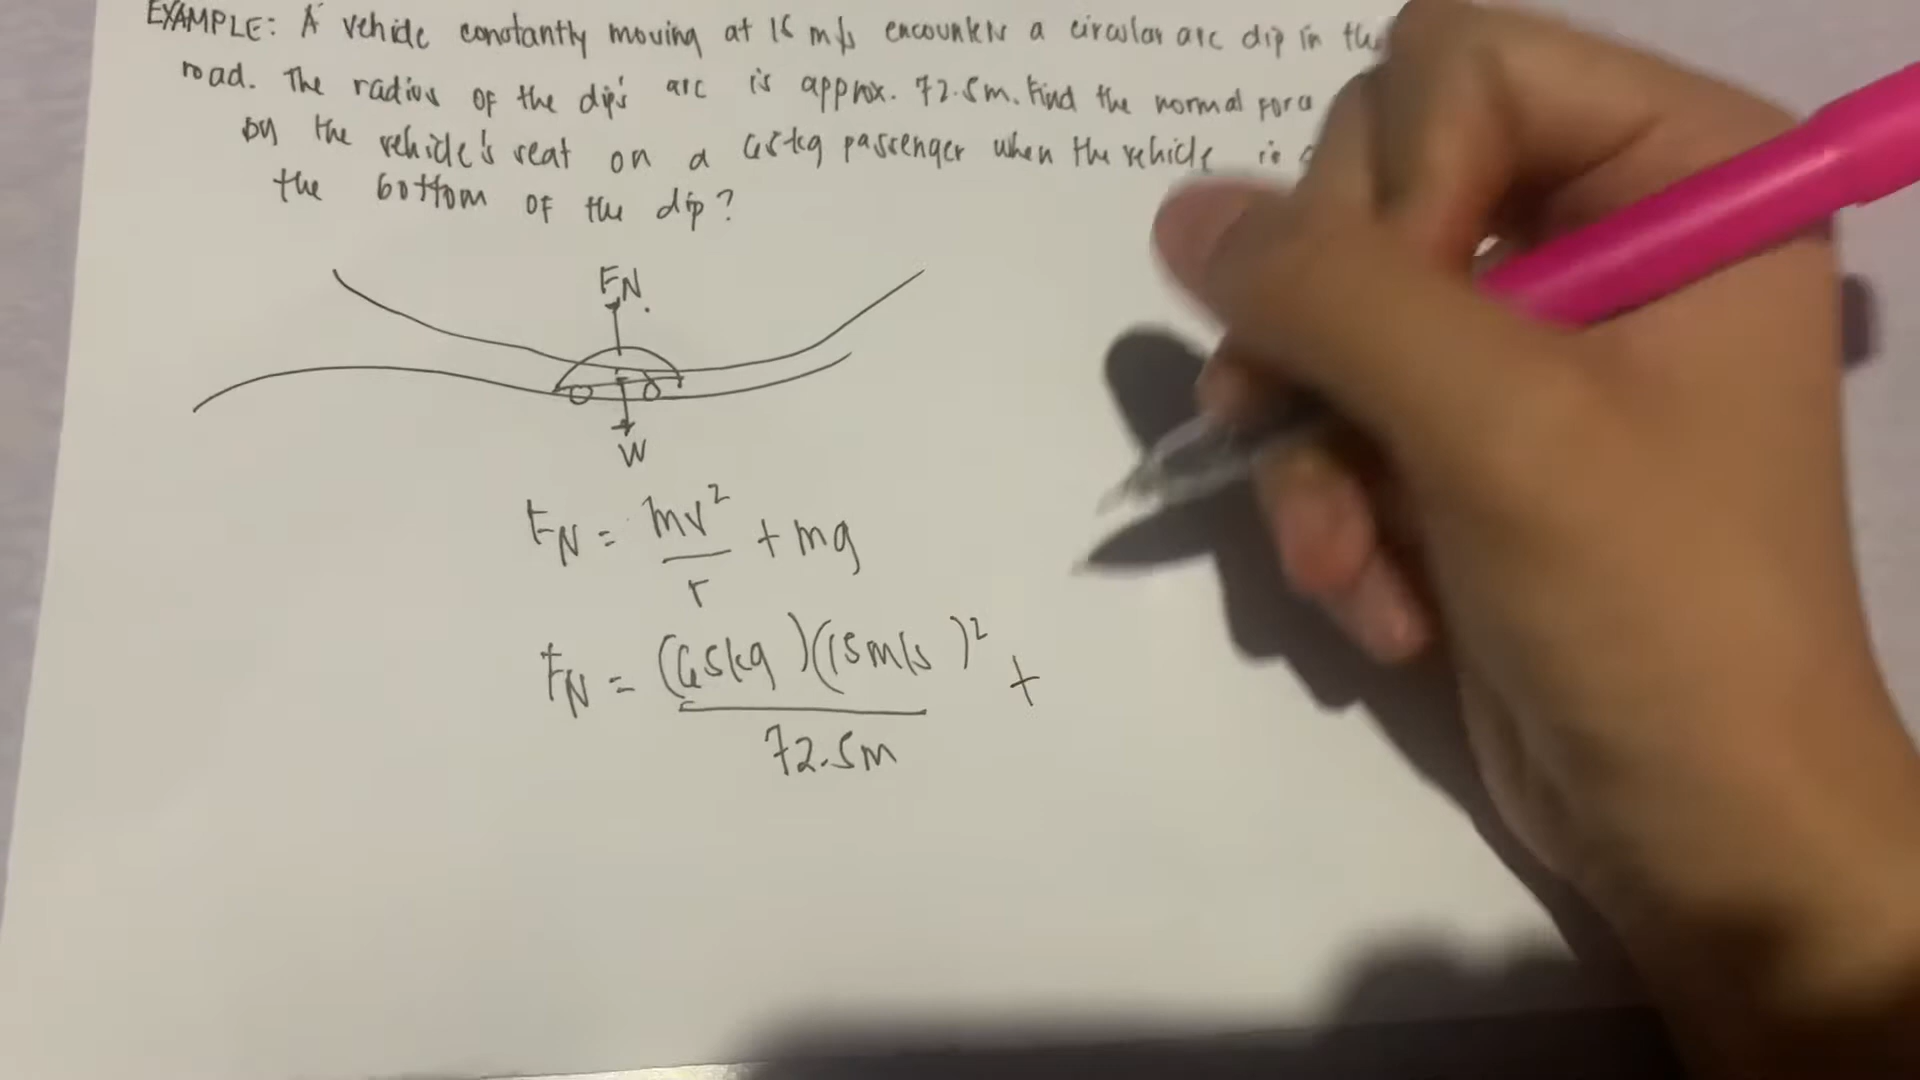 EXAMPLE: A vehicle constantly moving at 15 m/s encounters a circular arc dip in the
road. The radius of the dip's arc is approx. 72.5m. Find the normal force
by the vehicle's seat on a 65kg passenger when the vehicle is
the bottom of the dip?
FN.
W
FN = mv²/r + mg
FN = (65kg)(15m/s)²/72.5m +